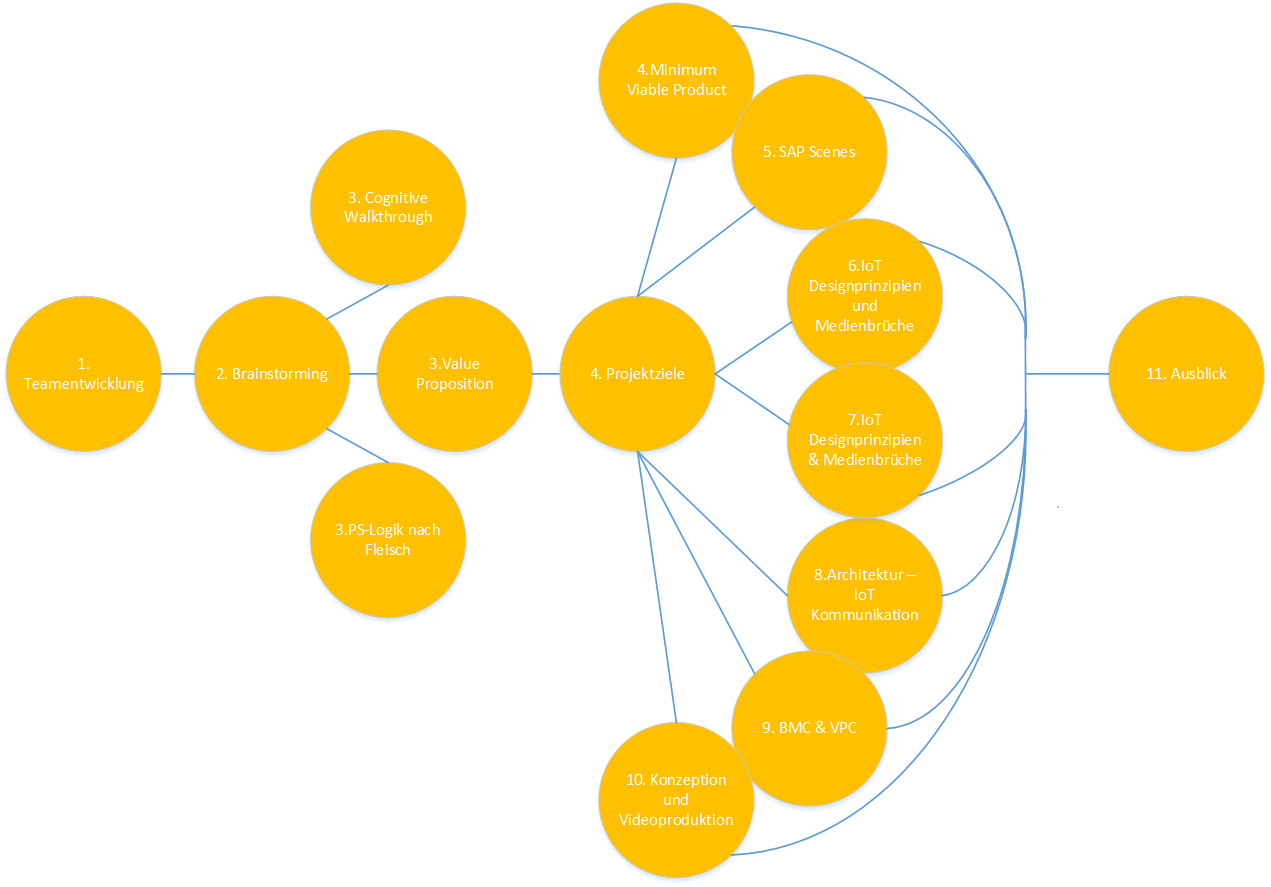 1.
Teamentwicklung
2. Brainstorming
3. Cognitive
Walkthrough
3.Value
Proposition
3.PS-Logik nach
Fleisch
4. Projektziele
4.Minimum
Viable Product
5. SAP Scenes
6.IoT
Designprinzipien
und
Medienbrüche
7.IoT
Designprinzipien
& Medienbrüche
8.Architektur –
IoT
Kommunikation
9. BMC & VPC
10. Konzeption
und
Videoproduktion
11. Ausblick